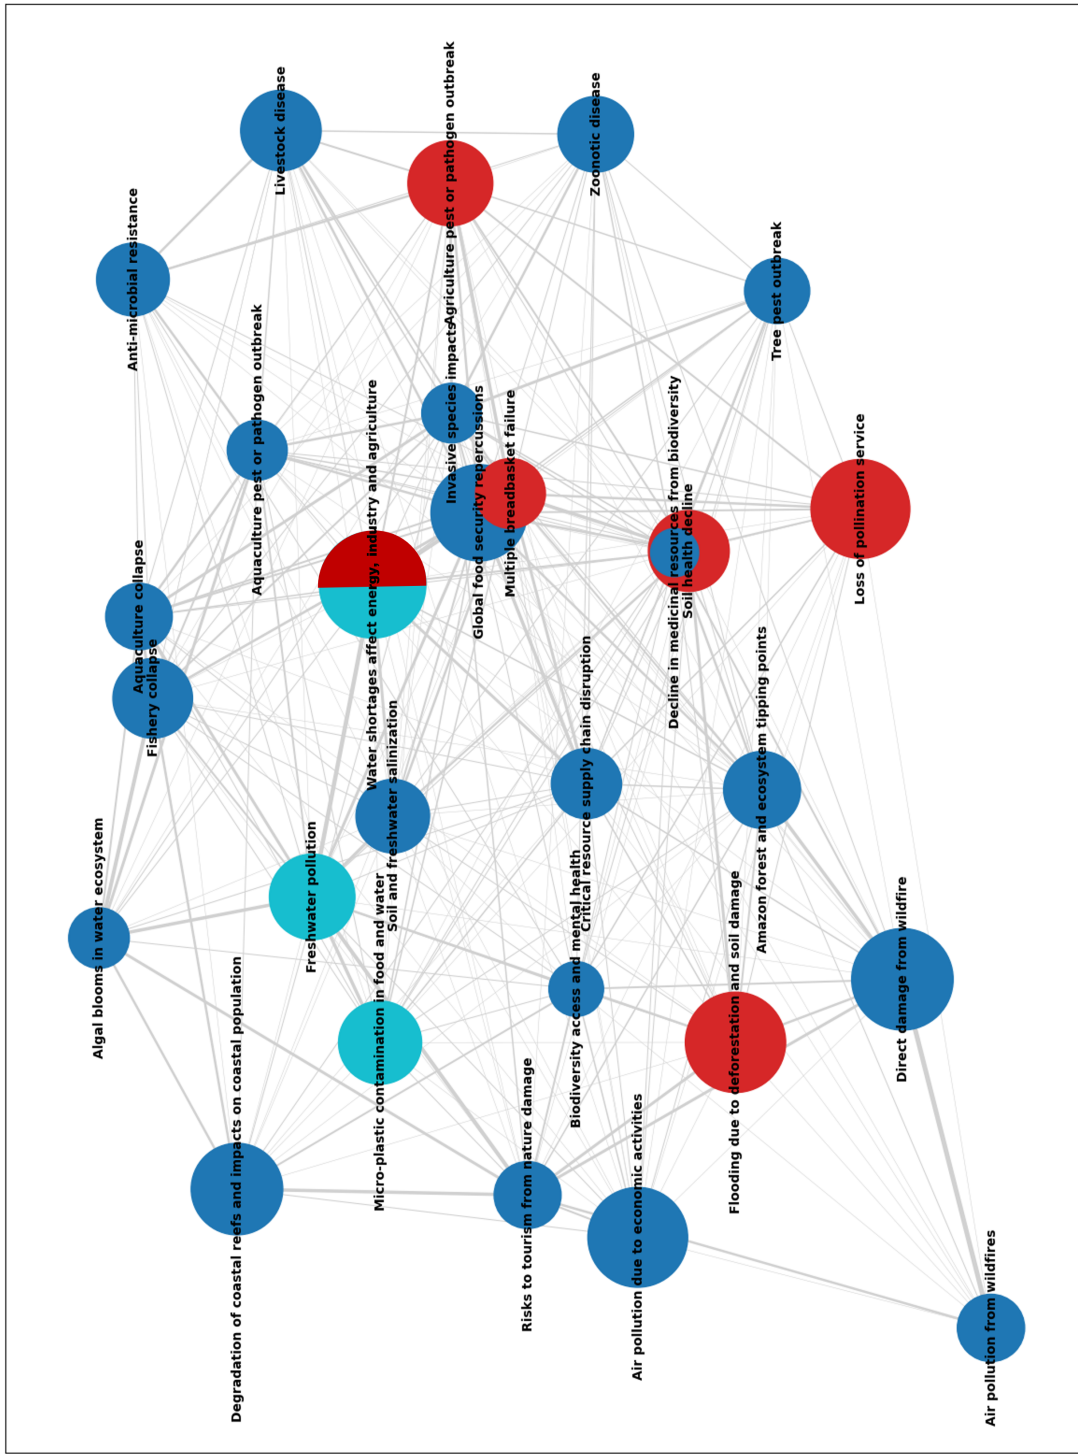 Livestock disease
Agriculture pest or pathogen outbreak
Zoonotic disease
Anti-microbial resistance
Tree pest outbreak
Aquaculture pest or pathogen outbreak
Invasive species impacts
Global food security repercussions
Multiple breadbasket failure
Water shortages affect energy, industry and agriculture
Decline in medicinal resources from biodiversity
Soil health decline
Loss of pollination service
Aquaculture collapse
Fishery collapse
Soil and freshwater salinization
Critical resource supply chain disruption
Amazon forest and ecosystem tipping points
Freshwater pollution
Algal blooms in water ecosystem
Micro-plastic contamination in food and water
Biodiversity access and mental health
Flooding due to deforestation and soil damage
Direct damage from wildfire
Degradation of coastal reefs and impacts on coastal population
Risks to tourism from nature damage
Air pollution due to economic activities
Air pollution from wildfires